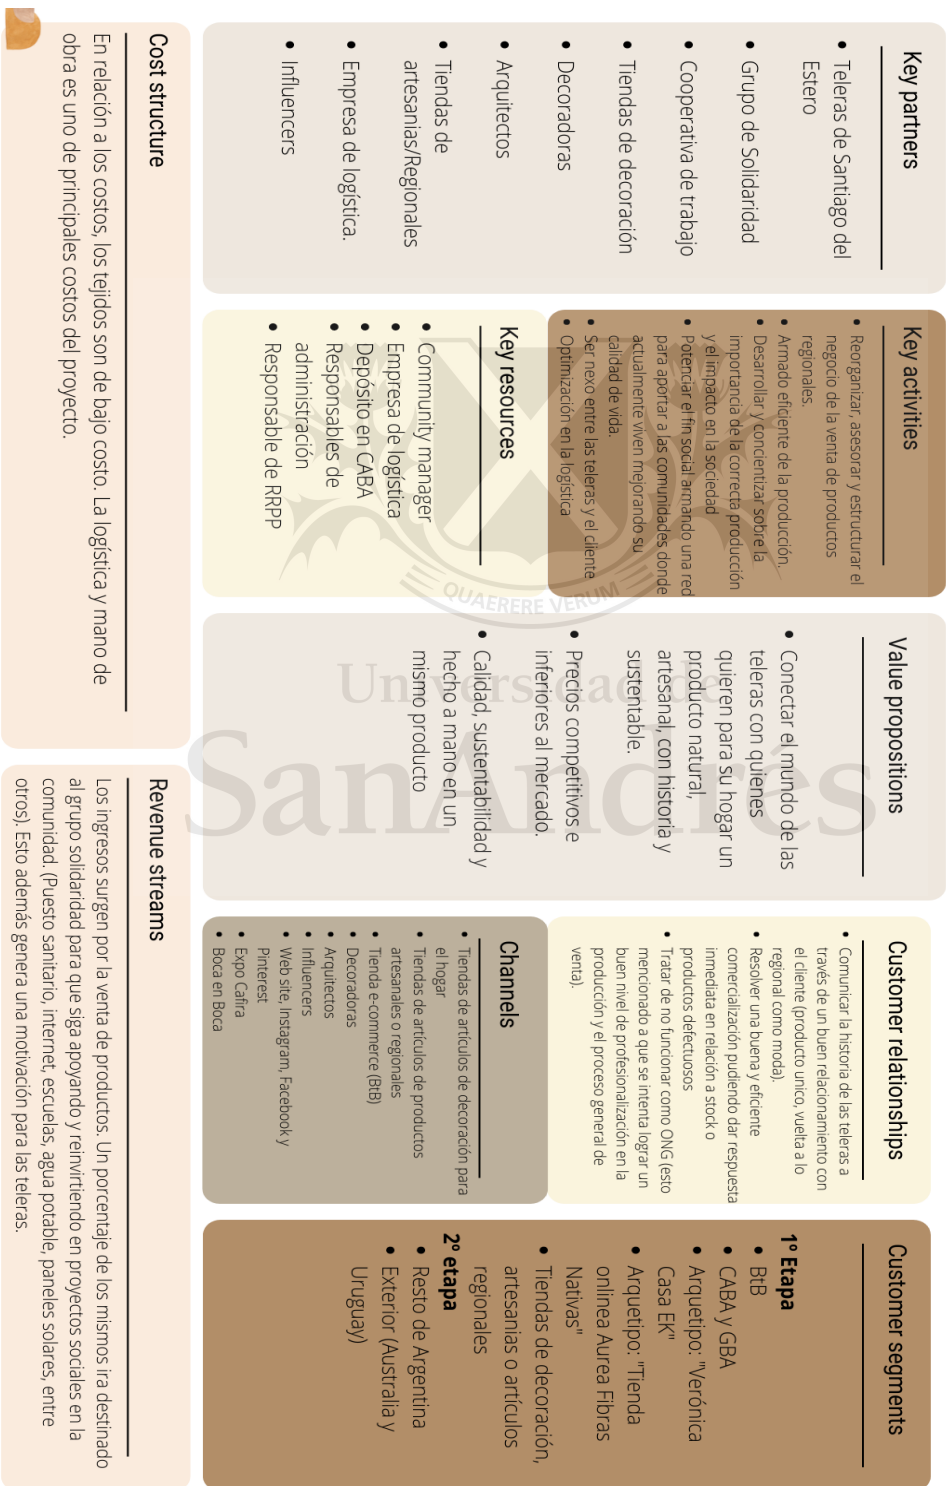 Key partners
• Teleras de Santiago del
Estero
• Grupo de Solidaridad
• Cooperativa de trabajo
• Tiendas de decoración
• Decoradoras
• Arquitectos
• Tiendas de
artesanias/Regionales
• Empresa de logística.
• Influencers
Key activities
• Reorganizar, asesorar y estructurar el
negocio de la venta de productos
regionales.
• Armado eficiente de la producción.
• Desarrollar y concientizar sobre la
importancia de la correcta producción
y el impacto en la sociedad
• Potenciar el fin social armando una red
para aportar a las comunidades donde
actualmente viven mejorando su
calidad de vida.
• Ser nexo entre las teleras y el cliente
• Optimización en la logística
Key resources
• Community manager
• Empresa de logística
• Depósito en CABA
• Responsables de
administración
• Responsable de RRPP
Value propositions
• Conectar el mundo de las
teleras con quienes
quieren para su hogar un
producto natural,
artesanal, con historia y
sustentable.
• Precios competitivos e
inferiores al mercado.
• Calidad, sustentabilidad y
hecho a mano en un
mismo producto
Customer relationships
• Comunicar la historia de las teleras a
través de un buen relacionamiento con
el cliente (producto unico, vuelta a lo
regional como moda).
• Resolver una buena y eficiente
comercialización pudiendo dar respuesta
inmediata en relación a stock o
productos defectuosos
• Tratar de no funcionar como ONG (esto
mencionado a que se intenta lograr un
buen nivel de profesionalización en la
producción y el proceso general de
venta).
Channels
• Tiendas de artículos de decoración para
el hogar
• Tiendas de artículos de productos
artesanales o regionales
• Tienda e-commerce (BtB)
• Decoradoras
• Arquitectos
• Influencers
• Web site, Instagram, Facebook y
Pinterest
• Expo Cafira
• Boca en Boca
Customer segments
1º Etapa
• BtB
• CABA y GBA
• Arquetipo: "Verónica
Casa EK"
• Arquetipo: "Tienda
onlinea Aurea Fibras
Nativas"
• Tiendas de decoración,
artesanias o artículos
regionales
2º etapa
• Resto de Argentina
• Exterior (Australia y
Uruguay)
Cost structure
En relación a los costos, los tejidos son de bajo costo. La logística y mano de
obra es uno de principales costos del proyecto.
Revenue streams
Los ingresos surgen por la venta de productos. Un porcentaje de los mismos ira destinado
al grupo solidaridad para que siga apoyando y reinvirtiendo en proyectos sociales en la
comunidad. (Puesto sanitario, internet, escuelas, agua potable, paneles solares, entre
otros). Esto además genera una motivación para las teleras.
QUAERERE VERUM
Universidad de
SanAndrés